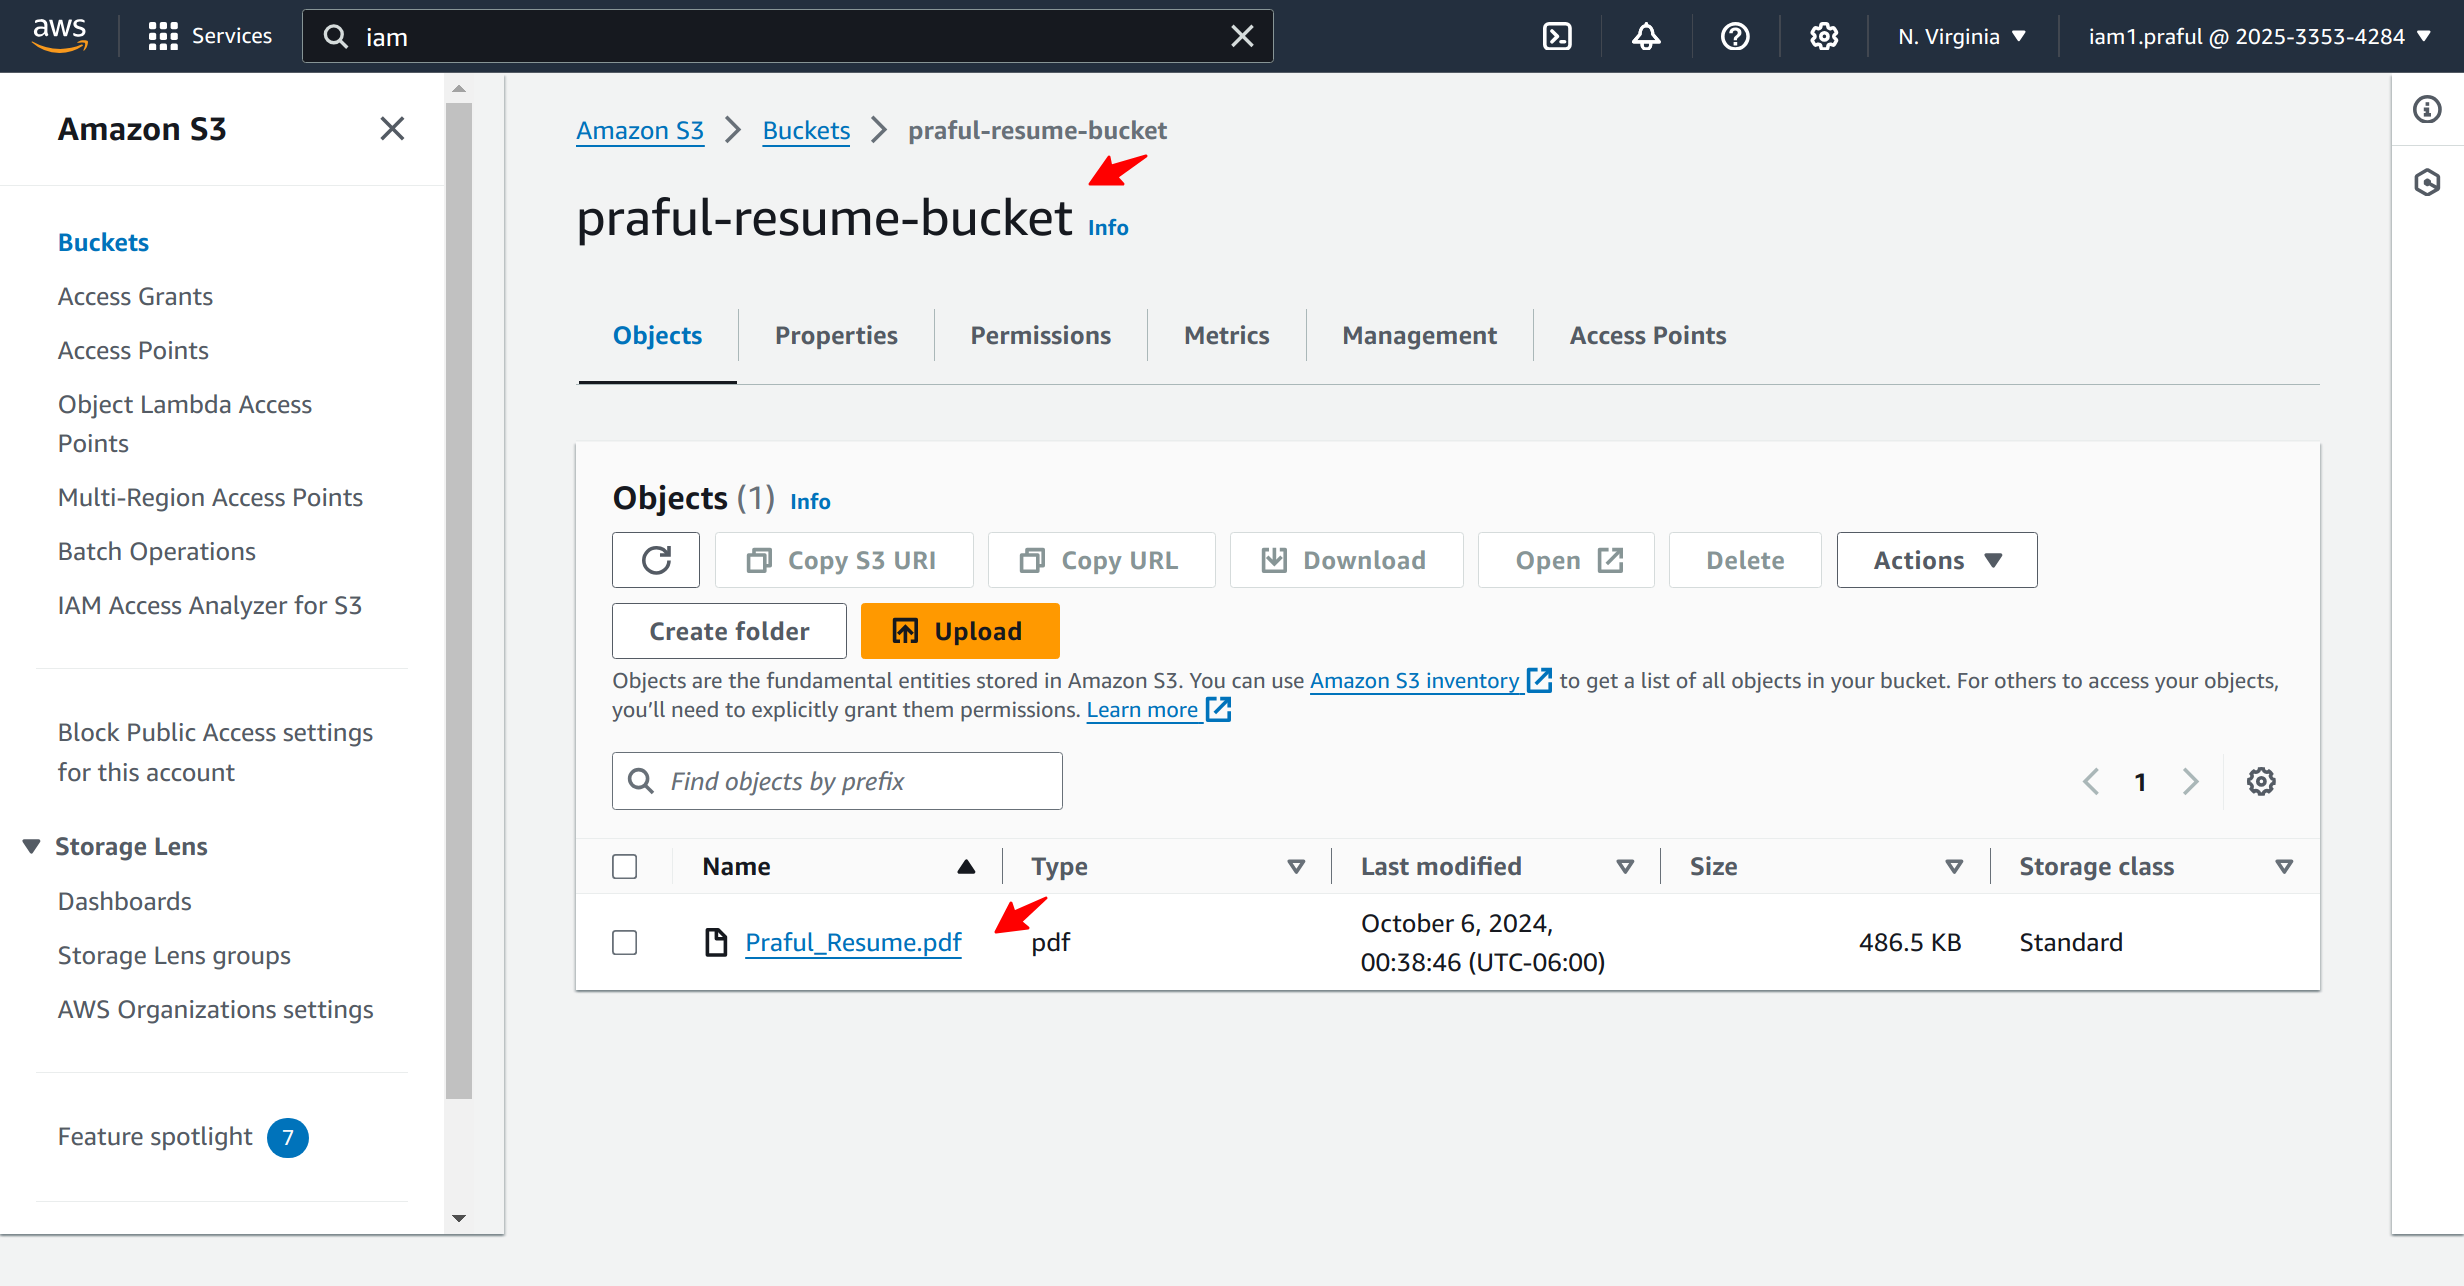 aws
Services
iam
N. Virginia
iam1.praful @ 2025-3353-4284
Amazon S3
Buckets
Access Grants
Access Points
Object Lambda Access
Points
Multi-Region Access Points
Batch Operations
IAM Access Analyzer for S3
Block Public Access settings
for this account
Storage Lens
Dashboards
Storage Lens groups
AWS Organizations settings
Feature spotlight 7
Amazon S3 > Buckets > praful-resume-bucket
praful-resume-bucket Info
Objects Properties Permissions Metrics Management Access Points
Objects (1) Info
Copy S3 URI Copy URL Download Open Delete Actions
Create folder Upload
Objects are the fundamental entities stored in Amazon S3. You can use Amazon S3 inventory to get a list of all objects in your bucket. For others to access your objects,
you'll need to explicitly grant them permissions. Learn more
Find objects by prefix
1
Name Type Last modified Size Storage class
Praful_Resume.pdf pdf October 6, 2024, 486.5 KB Standard
00:38:46 (UTC-06:00)